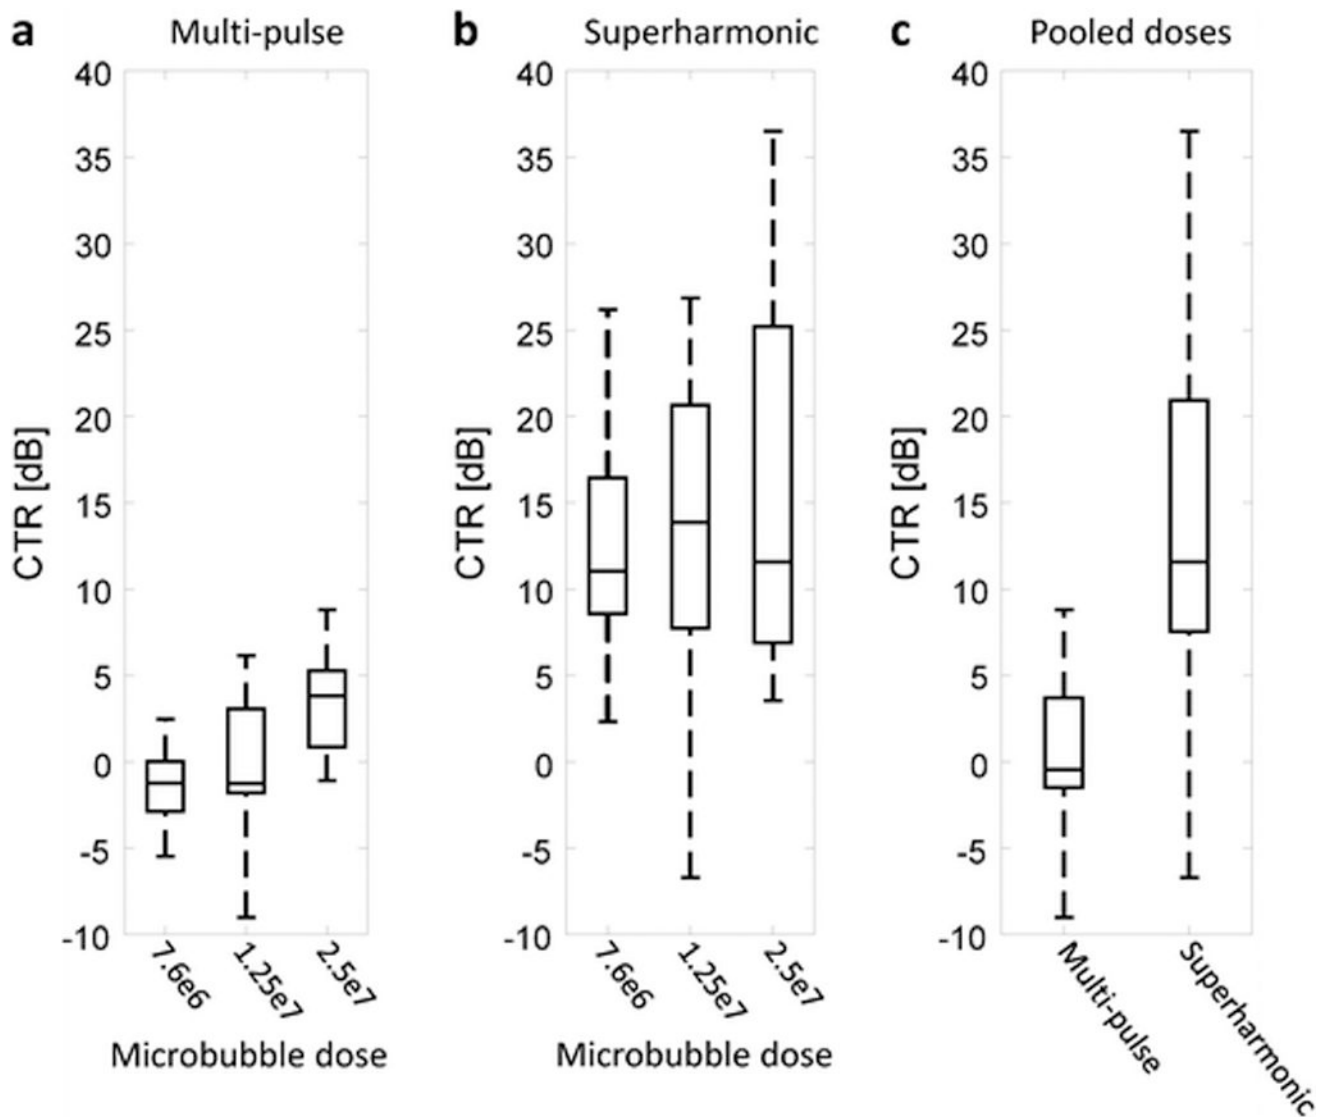 a Multi-pulse
40
35
30
25
20
15
10
5
0
-5
-10
CTR [dB]
7.6e6
1.25e7
2.5e7
Microbubble dose
b Superharmonic
40
35
30
25
20
15
10
5
0
-5
-10
CTR [dB]
7.6e6
1.25e7
2.5e7
Microbubble dose
c Pooled doses
40
35
30
25
20
15
10
5
0
-5
-10
CTR [dB]
Multi-pulse
Superharmonic